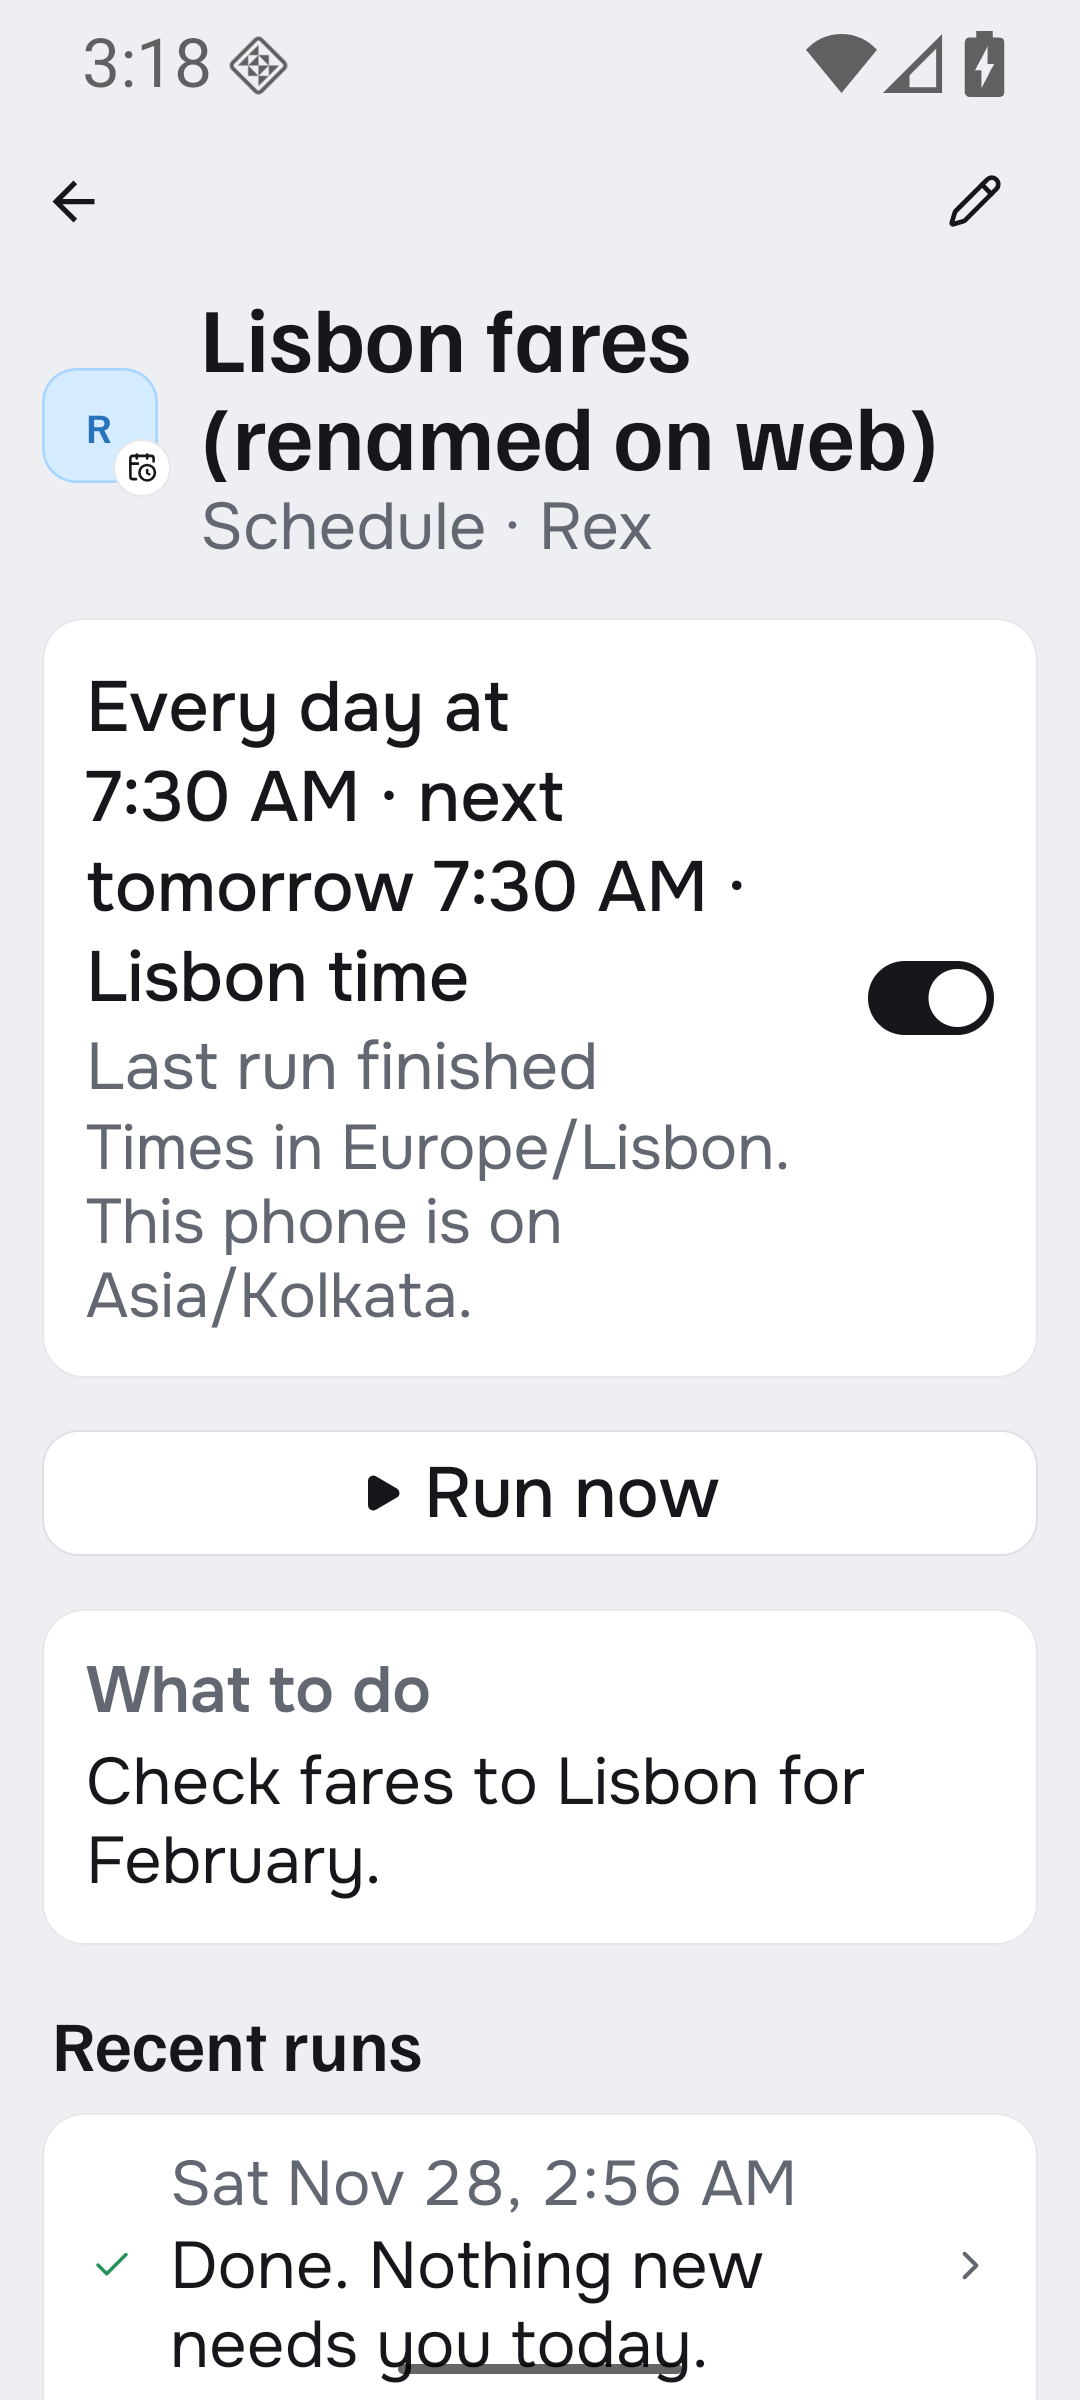 3:18
Lisbon fares
(renamed on web)
R
Schedule · Rex
Every day at
7:30 AM · next
tomorrow 7:30 AM ·
Lisbon time
Last run finished
Times in Europe/Lisbon.
This phone is on
Asia/Kolkata.
Run now
What to do
Check fares to Lisbon for
February.
Recent runs
Sat Nov 28, 2:56 AM
Done. Nothing new
needs you today.